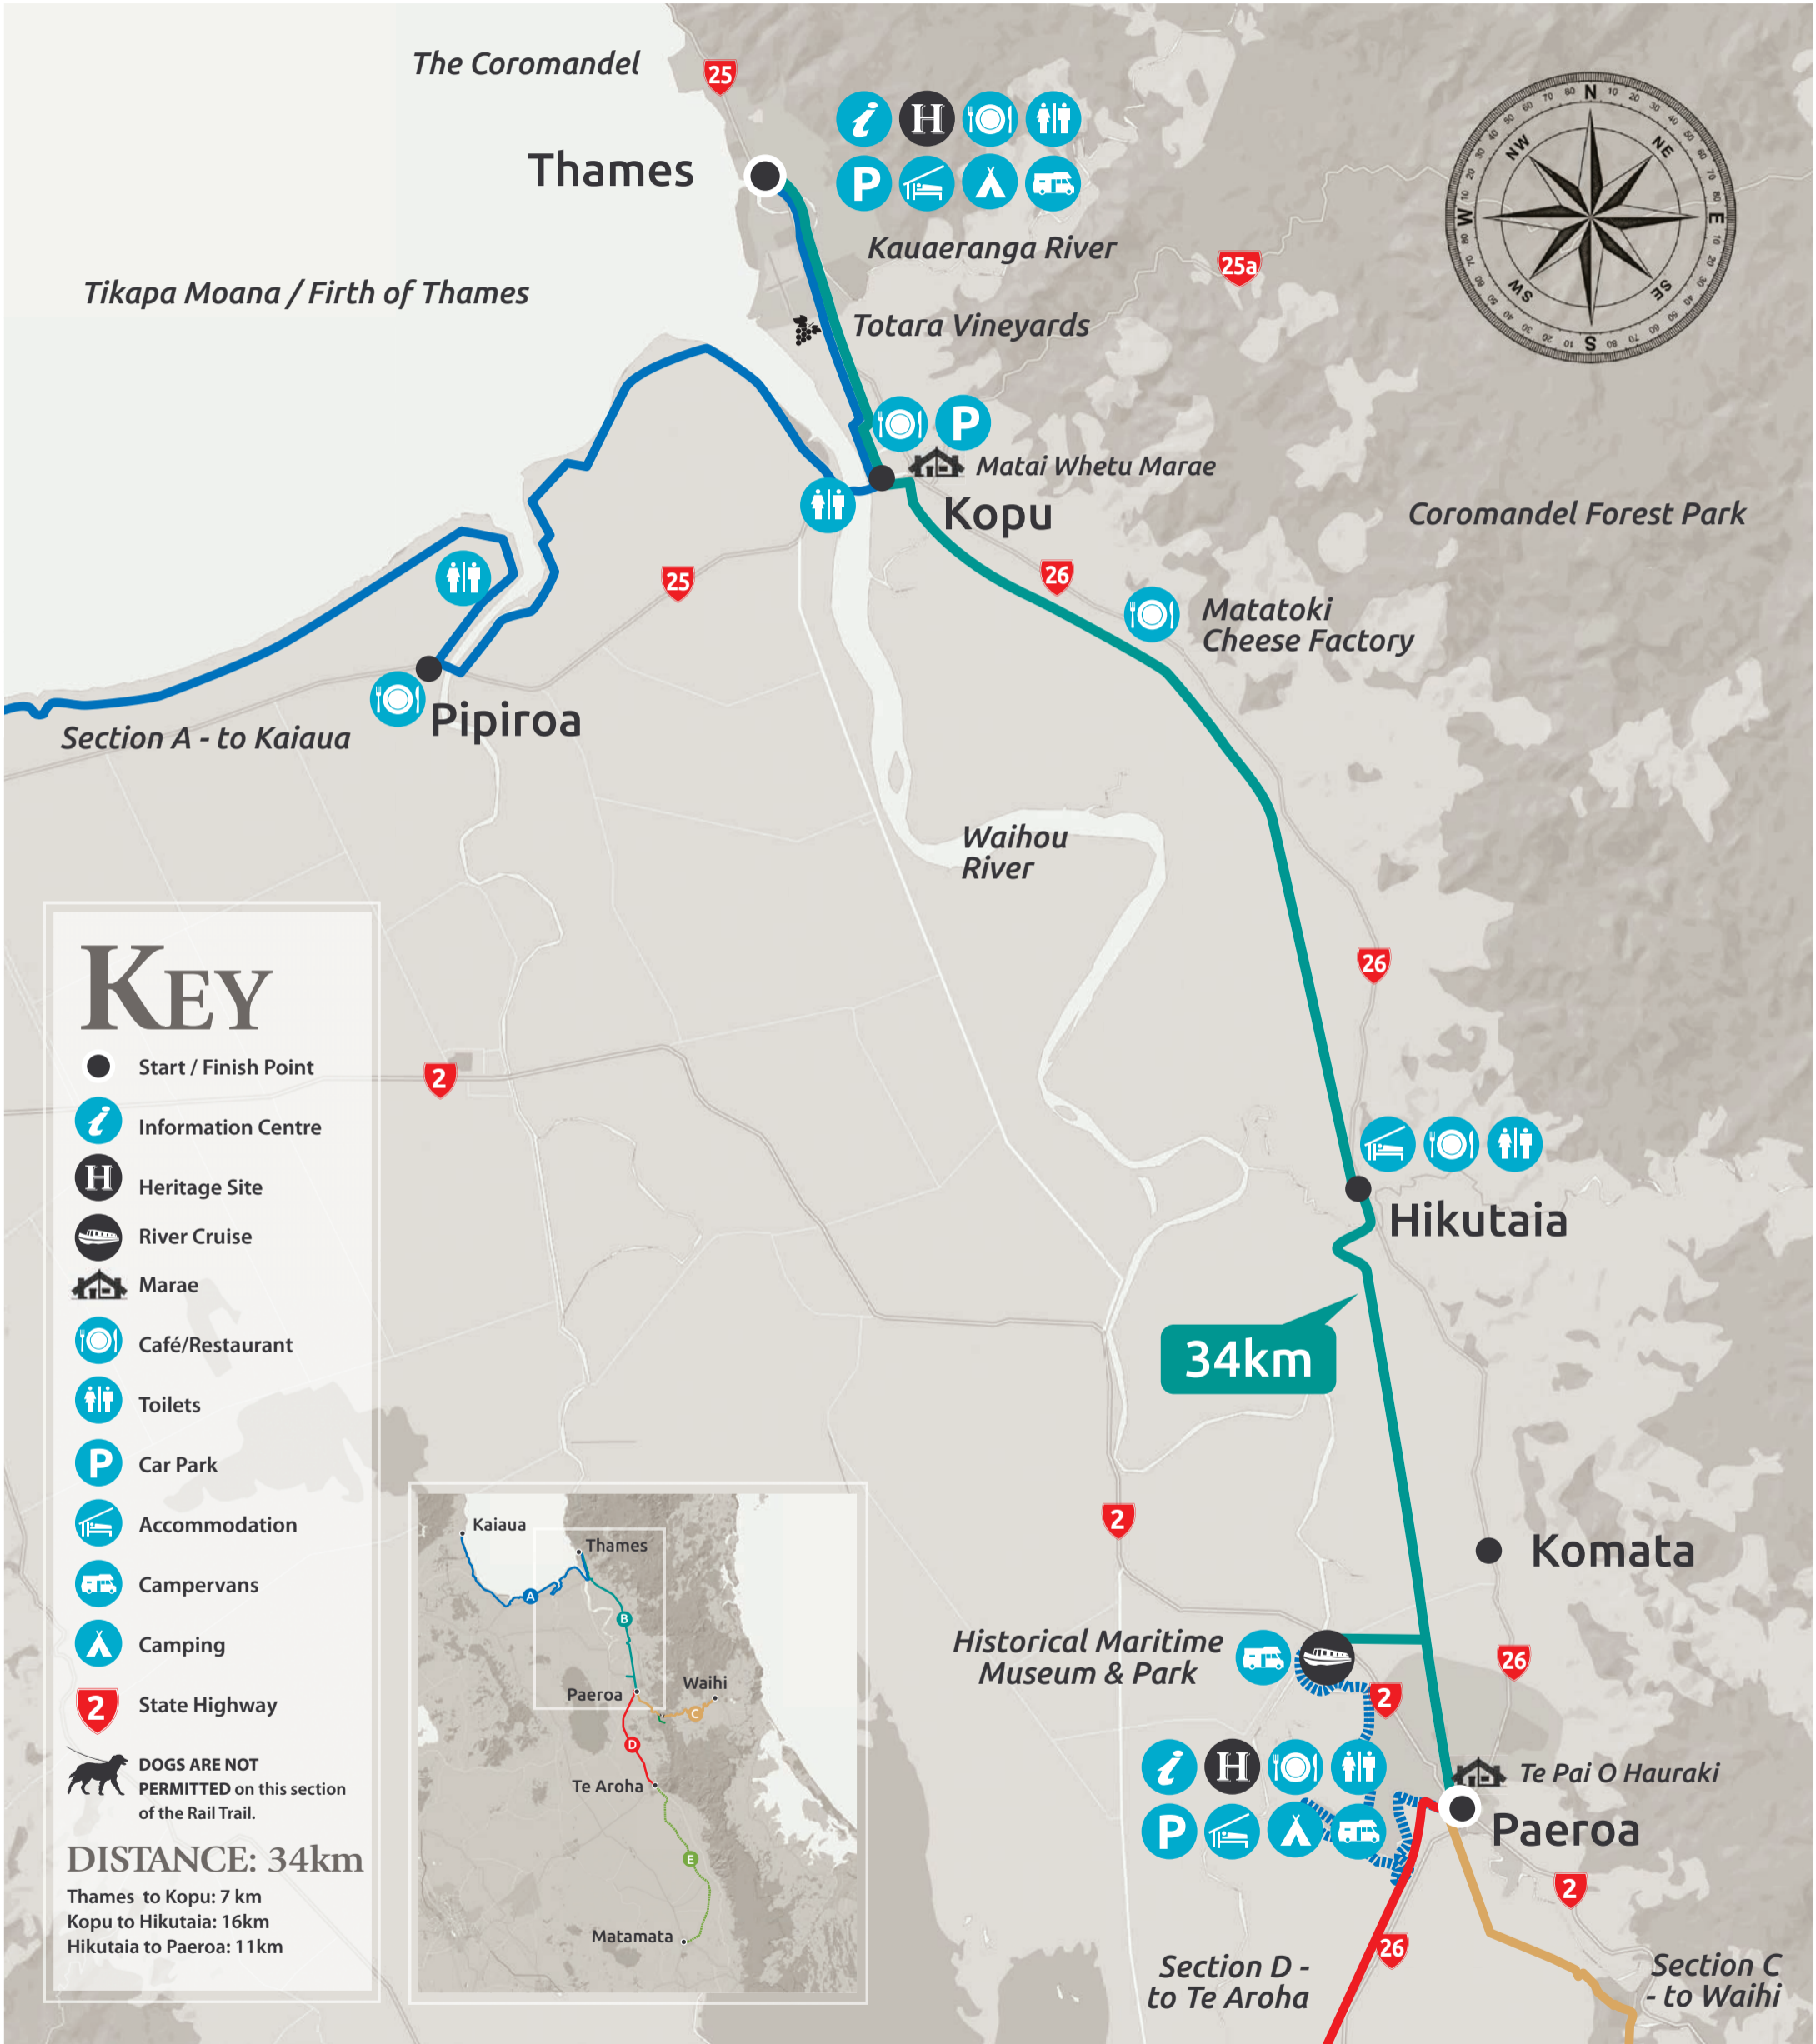 The Coromandel
25
Thames
i
H
P
Kauaeranga River
25a
Tikapa Moana / Firth of Thames
Totara Vineyards
N
NE
E
SE
S
SW
W
NW
P
Matai Whetu Marae
Kopu
Coromandel Forest Park
25
26
Matatoki
Cheese Factory
Section A - to Kaiaua
Pipiroa
Waihou
River
26
2
Hikutaia
34km
2
Komata
Historical Maritime
Museum & Park
26
2
i
H
P
Te Pai O Hauraki
Paeroa
2
26
Section D -
to Te Aroha
Section C
- to Waihi
KEY
Start / Finish Point
i
Information Centre
H
Heritage Site
River Cruise
Marae
Café/Restaurant
Toilets
P
Car Park
Accommodation
Campervans
Camping
2
State Highway
DOGS ARE NOT
PERMITTED on this section
of the Rail Trail.
DISTANCE: 34km
Thames to Kopu: 7 km
Kopu to Hikutaia: 16km
Hikutaia to Paeroa: 11km
Kaiaua
Thames
A
B
Paeroa
Waihi
C
D
Te Aroha
E
Matamata